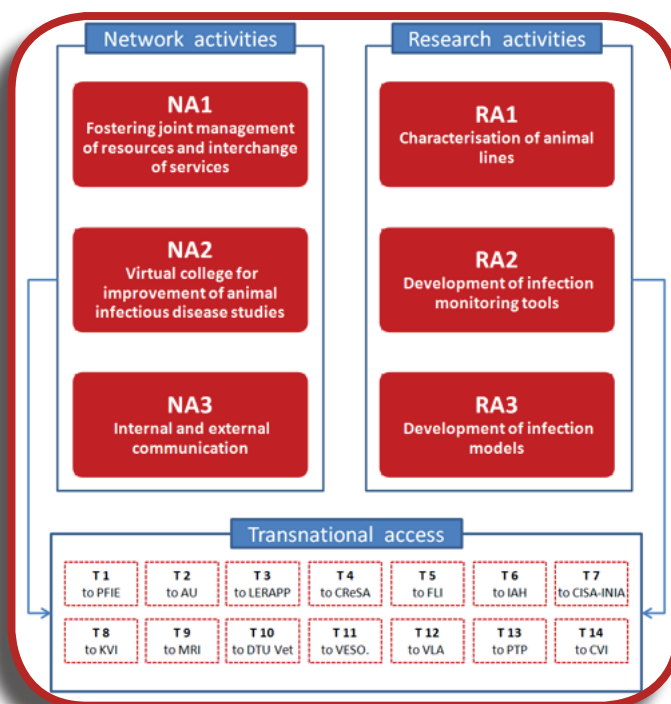 Network activities
NA1
Fostering joint management
of resources and interchange
of services
NA2
Virtual college for
improvement of animal
infectious disease studies
NA3
Internal and external
communication
Research activities
RA1
Characterisation of animal
lines
RA2
Development of infection
monitoring tools
RA3
Development of infection
models
Transnational access
T 1
to PFIE
T 2
to AU
T 3
to LERAPP
T 4
to CReSA
T 5
to FLI
T 6
to IAH
T 7
to CISA-INIA
T 8
to KVI
T 9
to MRI
T 10
to DTU Vet
T 11
to VESO.
T 12
to VLA
T 13
to PTP
T 14
to CVI